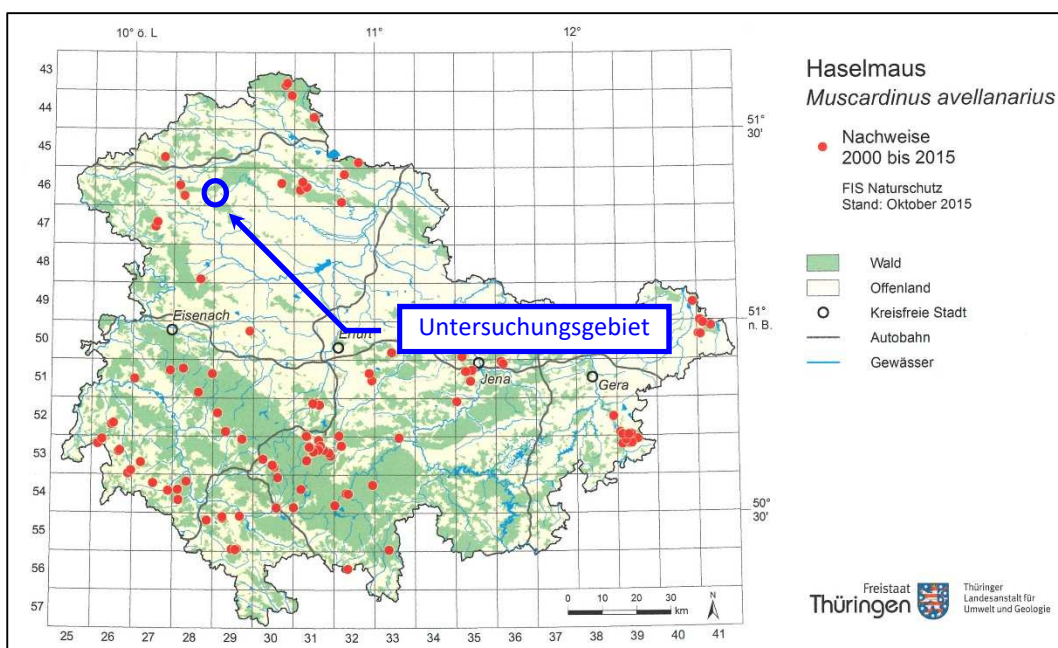 10° ö. L
11°
12°
43
44
45
46
47
48
49
50
51
52
53
54
55
56
57
51°
30'
51°
n. B.
50°
30'
Eisenach
Erfurt
Jena
Gera
Untersuchungsgebiet
0 10 20 30
km
N
25 26 27 28 29 30 31 32 33 34 35 36 37 38 39 40 41
Haselmaus
Muscardinus avellanarius
Nachweise
2000 bis 2015
FIS Naturschutz
Stand: Oktober 2015
Wald
Offenland
Kreisfreie Stadt
Autobahn
Gewässer
Freistaat
Thüringen
Thüringer
Landesanstalt für
Umwelt und Geologie